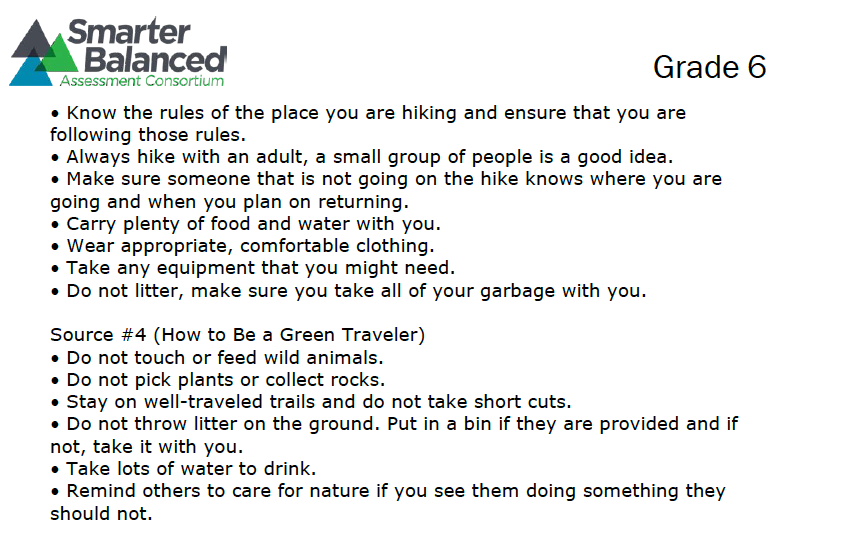 Smarter
Balanced
Assessment Consortium
Grade 6
• Know the rules of the place you are hiking and ensure that you are
following those rules.
• Always hike with an adult, a small group of people is a good idea.
• Make sure someone that is not going on the hike knows where you are
going and when you plan on returning.
• Carry plenty of food and water with you.
• Wear appropriate, comfortable clothing.
• Take any equipment that you might need.
• Do not litter, make sure you take all of your garbage with you.
Source #4 (How to Be a Green Traveler)
• Do not touch or feed wild animals.
• Do not pick plants or collect rocks.
• Stay on well-traveled trails and do not take short cuts.
• Do not throw litter on the ground. Put in a bin if they are provided and if
not, take it with you.
• Take lots of water to drink.
• Remind others to care for nature if you see them doing something they
should not.